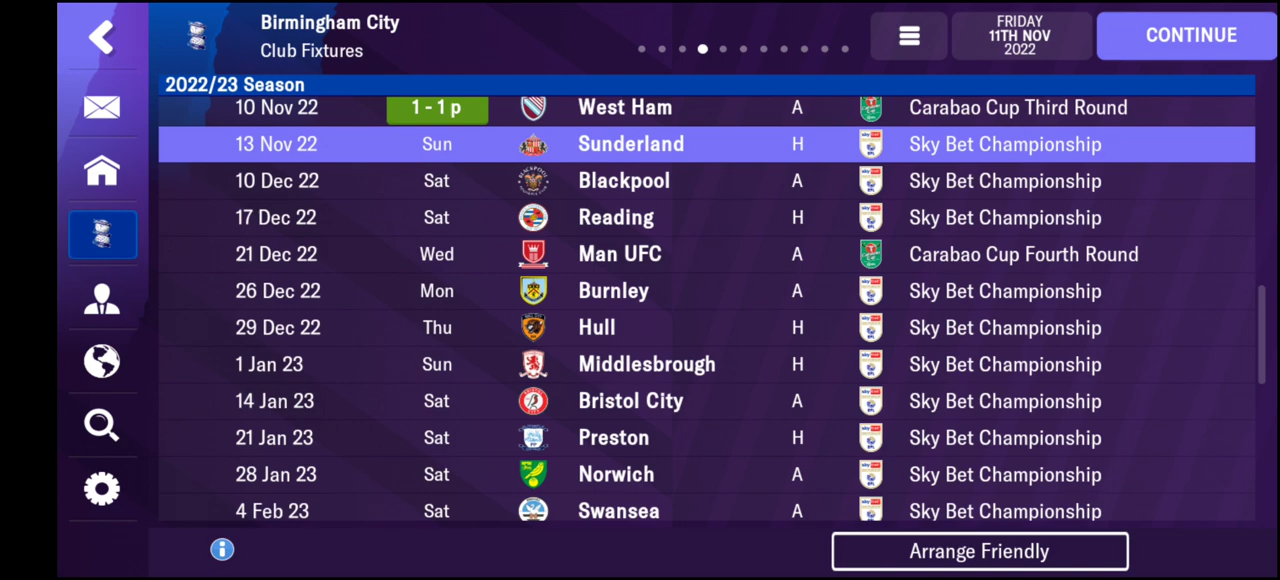 Birmingham City
Club Fixtures
FRIDAY
11TH NOV
2022
CONTINUE
2022/23 Season
10 Nov 22 1 - 1 p West Ham A Carabao Cup Third Round
13 Nov 22 Sun Sunderland H Sky Bet Championship
10 Dec 22 Sat Blackpool A Sky Bet Championship
17 Dec 22 Sat Reading H Sky Bet Championship
21 Dec 22 Wed Man UFC A Carabao Cup Fourth Round
26 Dec 22 Mon Burnley A Sky Bet Championship
29 Dec 22 Thu Hull H Sky Bet Championship
1 Jan 23 Sun Middlesbrough H Sky Bet Championship
14 Jan 23 Sat Bristol City A Sky Bet Championship
21 Jan 23 Sat Preston H Sky Bet Championship
28 Jan 23 Sat Norwich A Sky Bet Championship
4 Feb 23 Sat Swansea A Sky Bet Championship
Arrange Friendly